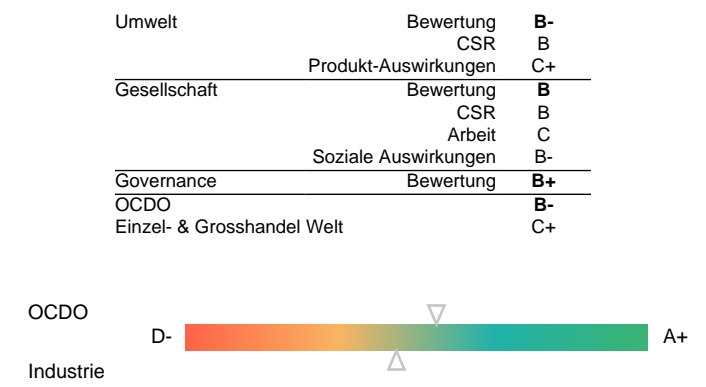 Umwelt Bewertung B-
CSR B
Produkt-Auswirkungen C+
Gesellschaft Bewertung B
CSR B
Arbeit C
Soziale Auswirkungen B-
Governance Bewertung B+
OCDO B-
Einzel- & Grosshandel Welt C+
OCDO
D- A+
Industrie